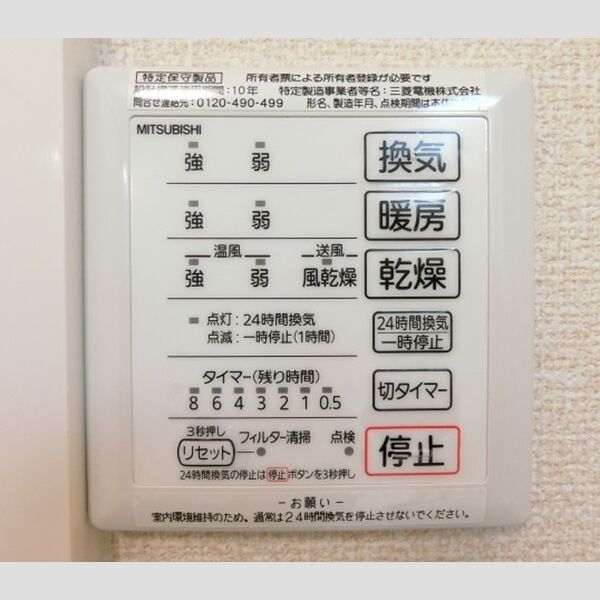 特定保守製品 所有者票による所有者登録が必要です
設計標準使用期間:10年 特定製造事業者等名:三菱電機株式会社
問合せ連絡先:0120-490-499 形名、製造年月、点検期間は本体に
MITSUBISHI
強 弱 換気
強 弱 暖房
温風 送風
強 弱 風乾燥 乾燥
点灯:24時間換気 24時間換気
点滅:一時停止(1時間) 一時停止
タイマー(残り時間) 切タイマー
8 6 4 3 2 1 0.5
3秒押し
リセット フィルター清掃 点検 停止
24時間換気の停止は停止ボタンを3秒押し
-お願い-
室内環境維持のため、通常は24時間換気を停止させないでください。